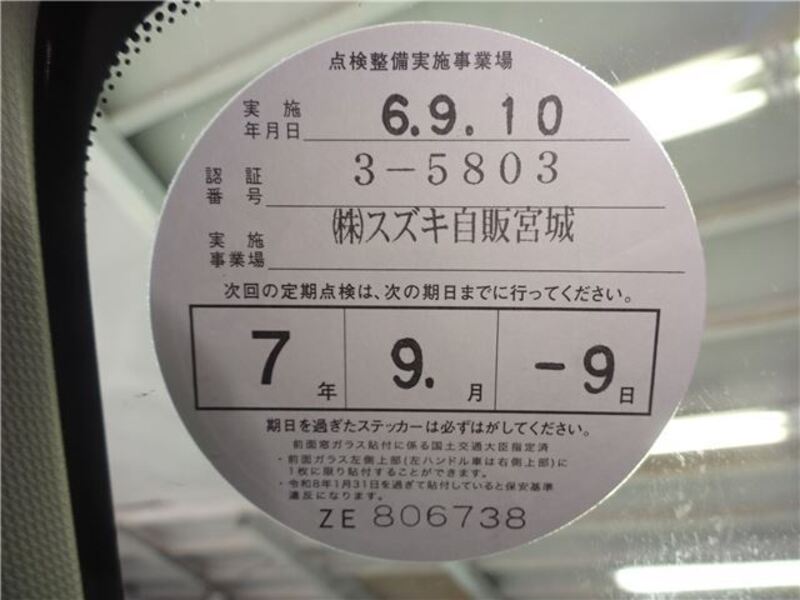 点検整備実施事業場
実施年月日 6.9.10
認証番号 3-5803
実施事業場 ㈱スズキ自販宮城
次回の定期点検は、次の期日までに行ってください。
7年 9.月 -9日
期日を過ぎたステッカーは必ずはがしてください。
前面窓ガラス貼付に係る国土交通大臣指定済
・前面ガラス左側上部(左ハンドル車は右側上部)に
1枚に限り貼付することができます。
・令和8年1月31日を過ぎて貼付していると保安基準
違反になります。
ZE 806738